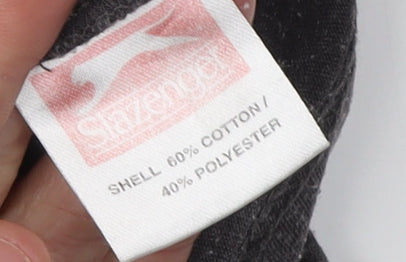 Slazenger
SHELL 60% COTTON/
40% POLYESTER